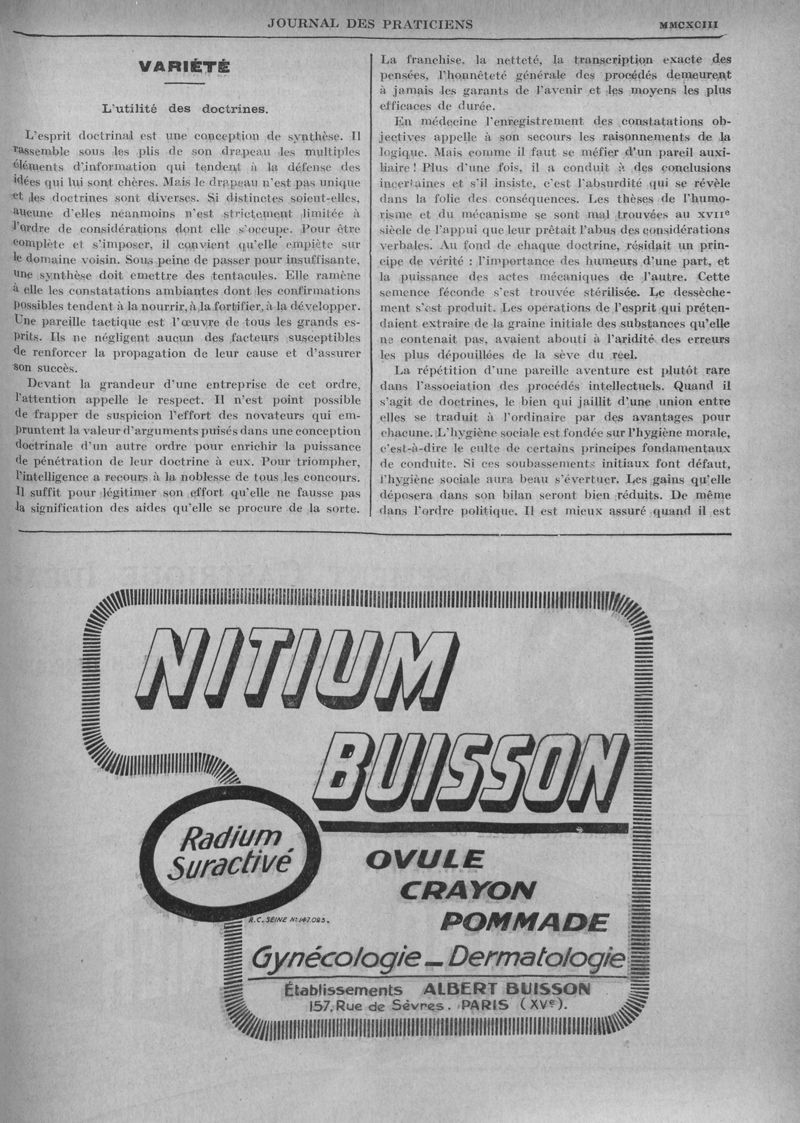 JOURNAL DES PRATICIENS
MMCXCIII
VARIÉTÉ
L'utilité des doctrines.
L'esprit doctrinal est une conception de synthèse. Il
rassemble sous les plis de son drapeau les multiples
éléments d'information qui tendent à la défense des
idées qui lui sont chères. Mais le drapeau n'est pas unique
et les doctrines sont diverses. Si distinctes soient-elles,
aucune d'elles neanmoins n'est strictement limitée à
l'ordre de considérations dont elle s'occupe. Pour être
complète et s'imposer, il convient qu'elle empiète sur
le domaine voisin. Sous peine de passer pour insuffisante,
une synthèse doit emettre des tentacules. Elle ramène
à elle les constatations ambiantes dont les confirmations
possibles tendent à la nourrir, à la fortifier, à la développer.
Une pareille tactique est l'œuvre de tous les grands es-
prits. Ils ne négligent aucun des facteurs susceptibles
de renforcer la propagation de leur cause et d'assurer
son succès.
Devant la grandeur d'une entreprise de cet ordre,
l'attention appelle le respect. Il n'est point possible
de frapper de suspicion l'effort des novateurs qui em-
pruntent la valeur d'arguments puisés dans une conception
doctrinale d'un autre ordre pour enrichir la puissance
de pénétration de leur doctrine à eux. Pour triompher,
l'intelligence a recours à la noblesse de tous les concours.
Il suffit pour légitimer son effort qu'elle ne fausse pas
la signification des aides qu'elle se procure de la sorte.
La franchise, la netteté, la transcription exacte des
pensées, l'honnêteté générale des procédés demeurent
à jamais les garants de l'avenir et les moyens les plus
efficaces de durée.
En médecine l'enregistrement des constatations ob-
jectives appelle à son secours les raisonnements de la
logique. Mais comme il faut se méfier d'un pareil auxi-
liaire ! Plus d'une fois, il a conduit à des conclusions
incertaines et s'il insiste, c'est l'absurdité qui se révèle
dans la folie des conséquences. Les thèses de l'humo-
risme et du mécanisme se sont mal trouvées au XVIIe
siècle de l'appui que leur prêtait l'abus des considérations
verbales. Au fond de chaque doctrine, résidait un prin-
cipe de vérité : l'importance des humeurs d'une part, et
la puissance des actes mécaniques de l'autre. Cette
semence féconde s'est trouvée stérilisée. Le dessèche-
ment s'est produit. Les operations de l'esprit qui préten-
daient extraire de la graine initiale des substances qu'elle
ne contenait pas, avaient abouti à l'aridité des erreurs
les plus dépouillées de la sève du réel.
La répétition d'une pareille aventure est plutôt rare
dans l'association des procédés intellectuels. Quand il
s'agit de doctrines, le bien qui jaillit d'une union entre
elles se traduit à l'ordinaire par des avantages pour
chacune. L'hygiène sociale est fondée sur l'hygiène morale,
c'est-à-dire le culte de certains principes fondamentaux
de conduite. Si ces soubassements initiaux font défaut,
l'hygiène sociale aura beau s'évertuer. Les gains qu'elle
déposera dans son bilan seront bien réduits. De même
dans l'ordre politique. Il est mieux assuré quand il est
NITIUM
BUISSON
Radium
Suractivé
OVULE
CRAYON
POMMADE
R.C. SEINE No 147.023.
Gynécologie _ Dermatologie
Établissements ALBERT BUISSON
157, Rue de Sèvres. PARIS (XVe).